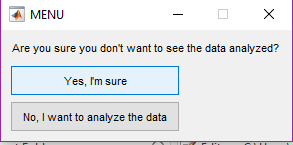 MENU
Are you sure you don't want to see the data analyzed?
Yes, I'm sure
No, I want to analyze the data